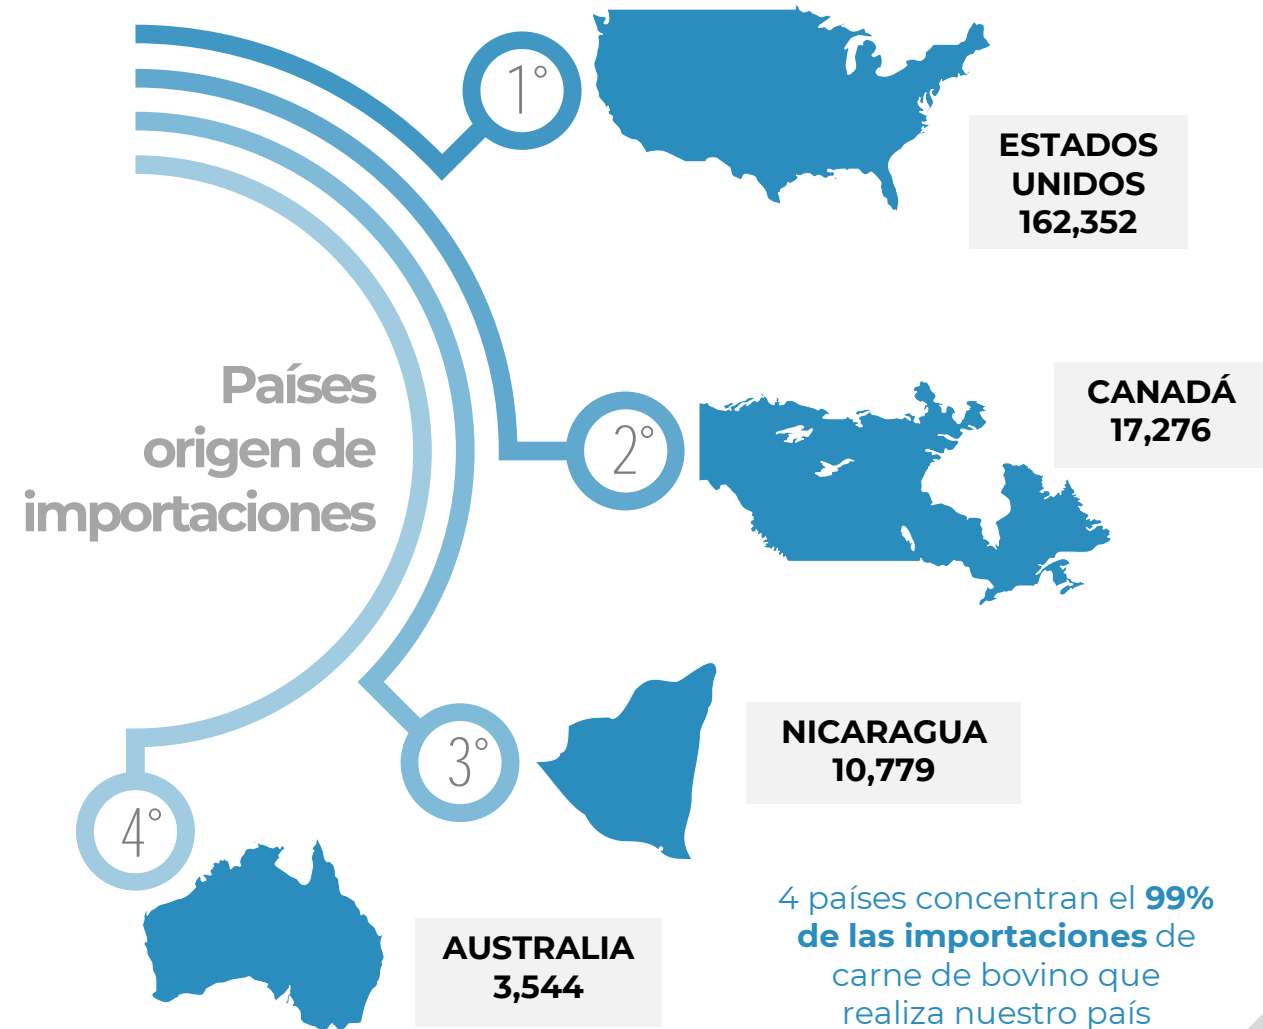 1°
ESTADOS
UNIDOS
162,352
Países
origen de
importaciones
2°
CANADÁ
17,276
3°
NICARAGUA
10,779
4°
AUSTRALIA
3,544
4 países concentran el 99%
de las importaciones de
carne de bovino que
realiza nuestro país